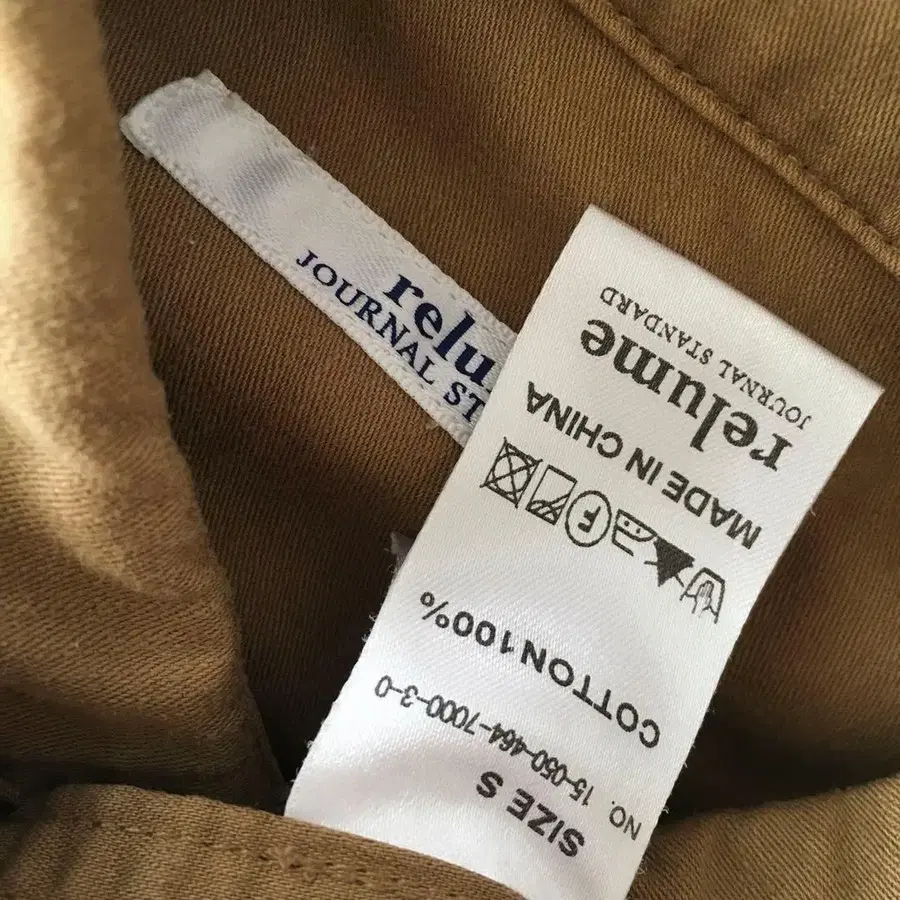 relu
JOURNAL ST
relume
JOURNAL STANDARD
MADE IN CHINA
F
COTTON 100%
NO. 15-050-464-7000-3-0
SIZE S